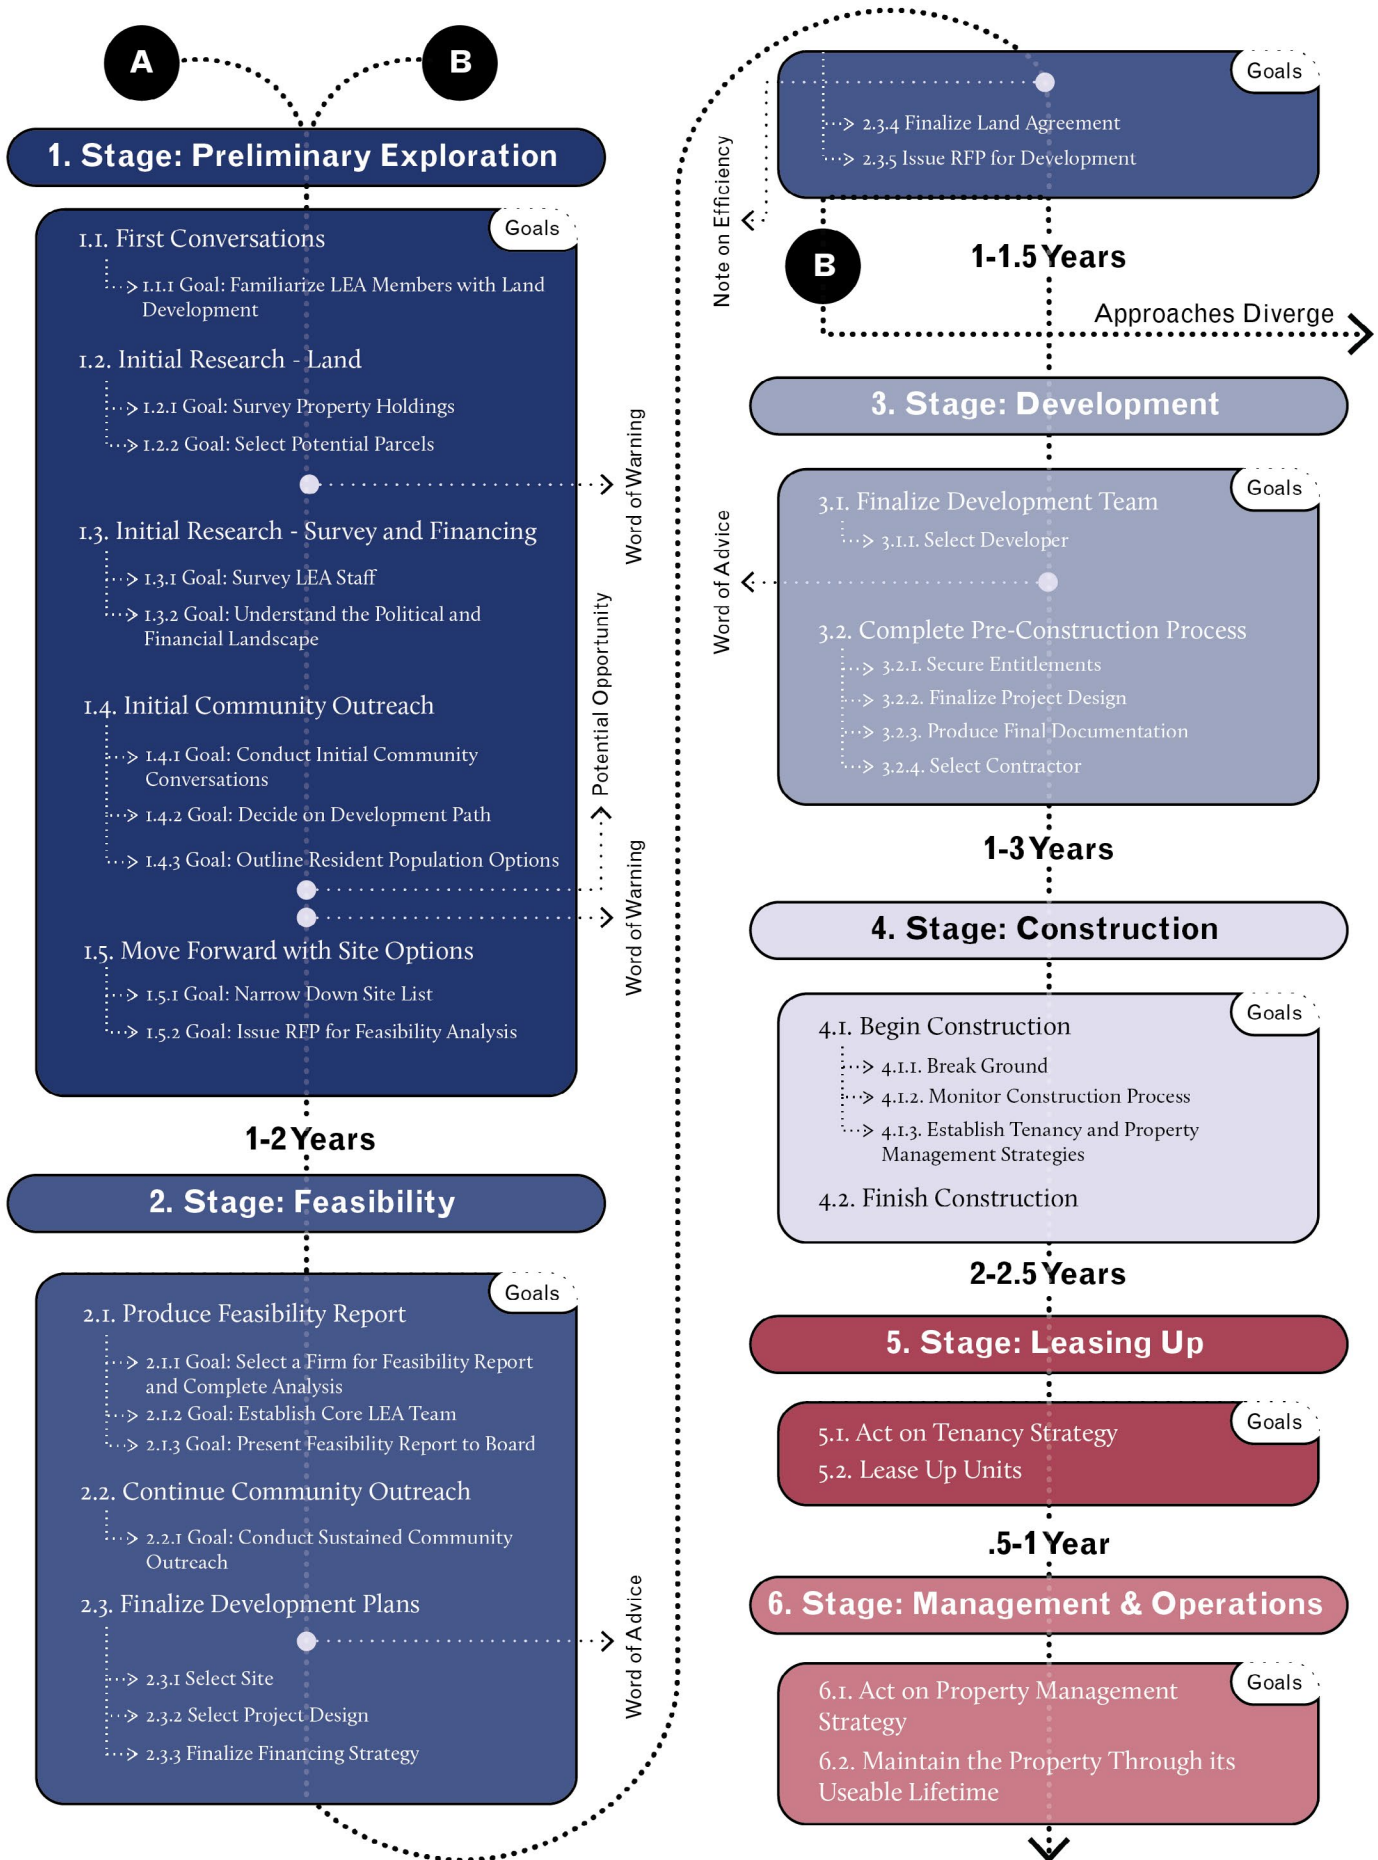 A
B
1. Stage: Preliminary Exploration
Goals
1.1. First Conversations
1.1.1 Goal: Familiarize LEA Members with Land
Development
1.2. Initial Research - Land
1.2.1 Goal: Survey Property Holdings
1.2.2 Goal: Select Potential Parcels
Word of Warning
1.3. Initial Research - Survey and Financing
1.3.1 Goal: Survey LEA Staff
1.3.2 Goal: Understand the Political and
Financial Landscape
1.4. Initial Community Outreach
1.4.1 Goal: Conduct Initial Community
Conversations
1.4.2 Goal: Decide on Development Path
1.4.3 Goal: Outline Resident Population Options
Potential Opportunity
Word of Warning
1.5. Move Forward with Site Options
1.5.1 Goal: Narrow Down Site List
1.5.2 Goal: Issue RFP for Feasibility Analysis
1-2 Years
2. Stage: Feasibility
Goals
2.1. Produce Feasibility Report
2.1.1 Goal: Select a Firm for Feasibility Report
and Complete Analysis
2.1.2 Goal: Establish Core LEA Team
2.1.3 Goal: Present Feasibility Report to Board
2.2. Continue Community Outreach
2.2.1 Goal: Conduct Sustained Community
Outreach
2.3. Finalize Development Plans
Word of Advice
2.3.1 Select Site
2.3.2 Select Project Design
2.3.3 Finalize Financing Strategy
Goals
2.3.4 Finalize Land Agreement
2.3.5 Issue RFP for Development
Note on Efficiency
B
1-1.5 Years
Approaches Diverge
3. Stage: Development
Goals
3.1. Finalize Development Team
3.1.1. Select Developer
Word of Advice
3.2. Complete Pre-Construction Process
3.2.1. Secure Entitlements
3.2.2. Finalize Project Design
3.2.3. Produce Final Documentation
3.2.4. Select Contractor
1-3 Years
4. Stage: Construction
Goals
4.1. Begin Construction
4.1.1. Break Ground
4.1.2. Monitor Construction Process
4.1.3. Establish Tenancy and Property
Management Strategies
4.2. Finish Construction
2-2.5 Years
5. Stage: Leasing Up
Goals
5.1. Act on Tenancy Strategy
5.2. Lease Up Units
.5-1 Year
6. Stage: Management & Operations
Goals
6.1. Act on Property Management
Strategy
6.2. Maintain the Property Through its
Useable Lifetime